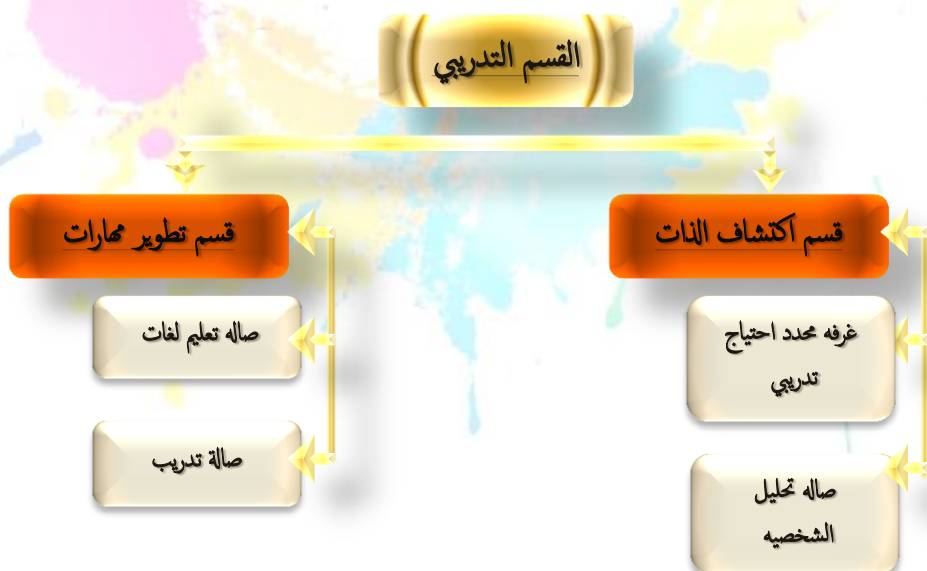 القسم التدريبي
قسم اكتشاف الذات
غرفه محدد احتياج
تدريبي
صاله تحليل
الشخصيه
قسم تطوير مهارات
صاله تعليم لغات
صالة تدريب